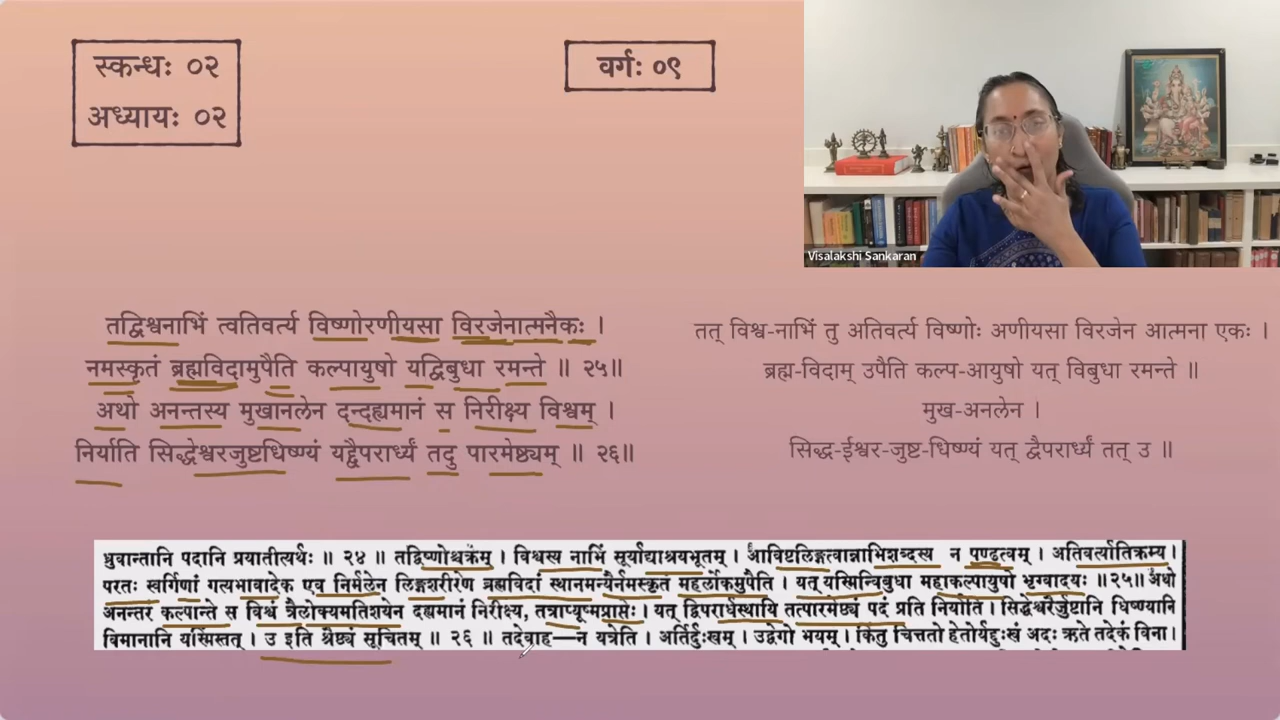 स्कन्धः ०२
अध्यायः ०२
वर्गः ०९
Visalakshi Sankaran
तद्विश्वनाभिं त्वतिवर्त्य विष्णोरणीयसा विरजेनात्मनैकः ।
नमस्कृतं ब्रह्मविदामुपैति कल्पायुषो यद्विबुधा रमन्ते ॥ २५॥
अथो अनन्तस्य मुखानलेन दन्दह्यमानं स निरीक्ष्य विश्वम् ।
निर्याति सिद्धेश्वरजुष्टधिष्ण्यं यद्द्वैपरार्ध्यं तदु पारमेष्ठ्यम् ॥ २६॥
तत् विश्व-नाभिं तु अतिवर्त्य विष्णोः अणीयसा विरजेन आत्मना एकः ।
ब्रह्म-विदाम् उपैति कल्प-आयुषो यत् विबुधा रमन्ते ॥
मुख-अनलेन ।
सिद्ध-ईश्वर-जुष्ट-धिष्ण्यं यत् द्वैपरार्ध्यं तत् उ ॥
ध्रुवान्तानि पदानि प्रयातीत्यर्थः ॥ २४ ॥ तद्विष्णोश्चक्रम् । विश्वस्य नाभिं सूर्याद्याश्रयभूतम् । आविष्टलिङ्गत्वान्नाभिशब्दस्य न षण्ढत्वम् । अतिवर्त्यातिक्रम्य ।
परतः स्वर्गिणां गत्यभावादेक एव निर्मलेन लिङ्गशरीरेण ब्रह्मविदां स्थानमन्यैर्नमस्कृतं महर्लोकमुपैति । यत् यस्मिन्विबुधा महाकल्पायुषो भृग्वादयः ॥२५॥ अथो
अनन्तरं कल्पान्ते स विश्वं त्रैलोक्यमतिशयेन दह्यमानं निरीक्ष्य, तत्राप्यूष्मप्राप्तेः । यत् द्विपरार्धस्थायि तत्पारमेष्ठ्यं पदं प्रति निर्याति । सिद्धेश्वरैर्जुष्टानि धिष्ण्यानि
विमानानि यस्मिंस्तत् । उ इति श्रैष्ठ्यं सूचितम् ॥ २६ ॥ तदेवाह—न यत्रेति । अर्तिर्दुःखम् । उद्वेगो भयम् । किंतु चित्ततो हेतोर्यद्दुःखं अदः ऋते तदेकं विना ।